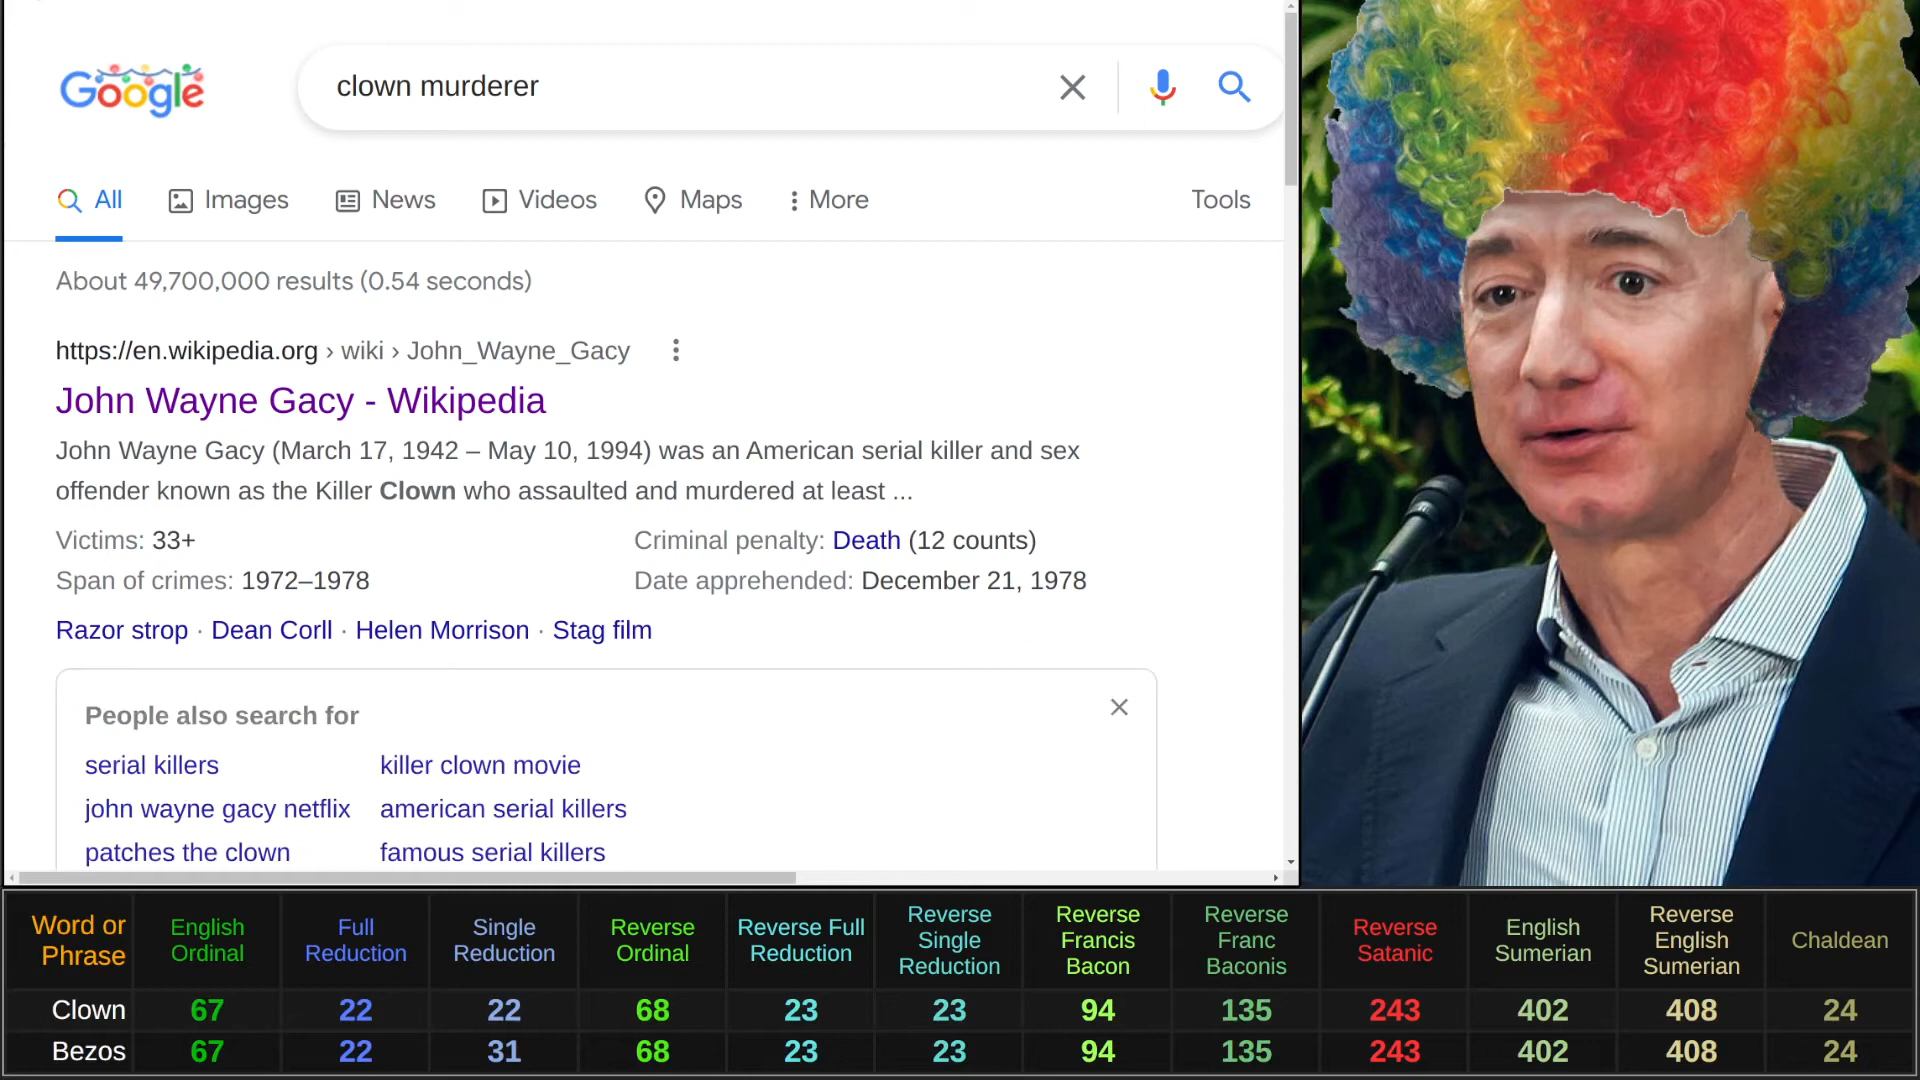 Google
clown murderer
All
Images
News
Videos
Maps
More
Tools
About 49,700,000 results (0.54 seconds)
https://en.wikipedia.org › wiki › John_Wayne_Gacy
John Wayne Gacy - Wikipedia
John Wayne Gacy (March 17, 1942 – May 10, 1994) was an American serial killer and sex
offender known as the Killer Clown who assaulted and murdered at least ...
Victims: 33+
Criminal penalty: Death (12 counts)
Span of crimes: 1972–1978
Date apprehended: December 21, 1978
Razor strop · Dean Corll · Helen Morrison · Stag film
People also search for
serial killers
killer clown movie
john wayne gacy netflix
american serial killers
patches the clown
famous serial killers
Word or
Phrase
English
Ordinal
Full
Reduction
Single
Reduction
Reverse
Ordinal
Reverse Full
Reduction
Reverse
Single
Reduction
Reverse
Francis
Bacon
Reverse
Franc
Baconis
Reverse
Satanic
English
Sumerian
Reverse
English
Sumerian
Chaldean
Clown 67 22 22 68 23 23 94 135 243 402 408 24
Bezos 67 22 31 68 23 23 94 135 243 402 408 24